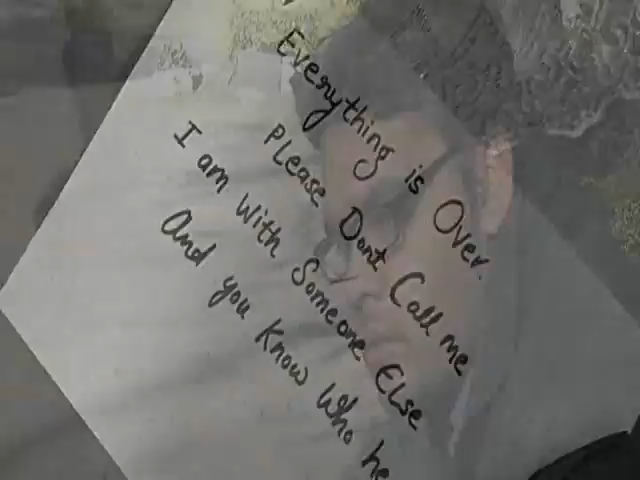 Everything is Over.
Please Dont Call me
I am With Someone Else
And you Know Who he